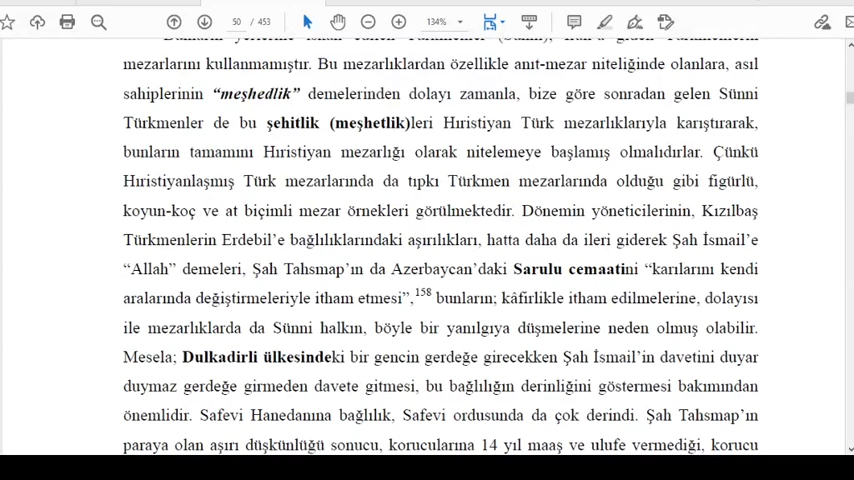 50 / 453
134%
mezarlarını kullanmamıştır. Bu mezarlıklardan özellikle anıt-mezar niteliğinde olanlara, asıl
sahiplerinin “meşhedlik” demelerinden dolayı zamanla, bize göre sonradan gelen Sünni
Türkmenler de bu şehitlik (meşhetlik)leri Hıristiyan Türk mezarlıklarıyla karıştırarak,
bunların tamamını Hıristiyan mezarlığı olarak nitelemeye başlamış olmalıdırlar. Çünkü
Hıristiyanlaşmış Türk mezarlarında da tıpkı Türkmen mezarlarında olduğu gibi figürlü,
koyun-koç ve at biçimli mezar örnekleri görülmektedir. Dönemin yöneticilerinin, Kızılbaş
Türkmenlerin Erdebil’e bağlılıklarındaki aşırılıkları, hatta daha da ileri giderek Şah İsmail’e
“Allah” demeleri, Şah Tahsmap’ın da Azerbaycan’daki Sarulu cemaatini “karılarını kendi
aralarında değiştirmeleriyle itham etmesi”,158 bunların; kâfirlikle itham edilmelerine, dolayısı
ile mezarlıklarda da Sünni halkın, böyle bir yanılgıya düşmelerine neden olmuş olabilir.
Mesela; Dulkadirli ülkesindeki bir gencin gerdeğe girecekken Şah İsmail’in davetini duyar
duymaz gerdeğe girmeden davete gitmesi, bu bağlılığın derinliğini göstermesi bakımından
önemlidir. Safevi Hanedanına bağlılık, Safevi ordusunda da çok derindi. Şah Tahsmap’ın
paraya olan aşırı düşkünlüğü sonucu, korucularına 14 yıl maaş ve ulufe vermediği, korucu